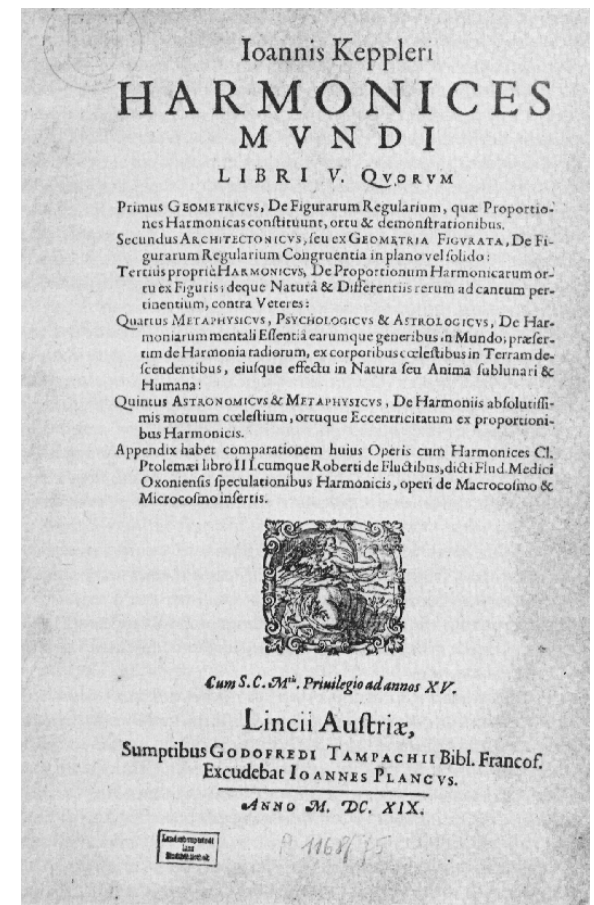 Ioannis Keppleri
HARMONICES
MVNDI
LIBRI V. QVORVM
Primus GEOMETRICVS, De Figurarum Regularium, quæ Proportio-
nes Harmonicas constituunt, ortu & demonstrationibus.
Secundus ARCHITECTONICVS, seu ex GEOMETRIA FIGVRATA, De Fi-
gurarum Regularium Congruentia in plano vel solido:
Tertius propriè HARMONICVS, De Proportionum Harmonicarum or-
tu ex Figuris; deque Naturâ & Differentiis rerum ad cantum per-
tinentium, contra Veteres:
Quartus METAPHYSICVS, PSYCHOLOGICVS & ASTROLOGICVS, De Har-
moniarum mentali Essentiâ earumque generibus in Mundo; præser-
tim de Harmonia radiorum, ex corporibus cœlestibus in Terram de-
scendentibus, eiusque effectu in Natura seu Anima sublunari &
Humana:
Quintus ASTRONOMICVS & METAPHYSICVS, De Harmoniis absolutissi-
mis motuum cœlestium, ortuque Eccentricitatum ex proportioni-
bus Harmonicis.
Appendix habet comparationem huius Operis cum Harmonices Cl.
Ptolemæi libro III. cumque Roberti de Fluctibus, dicti Flud. Medici
Oxoniensis speculationibus Harmonicis, operi de Macrocosmo &
Microcosmo insertis.
Cum S. C. Mtis. Priuilegio ad annos XV.
Lincii Austriæ,
Sumptibus GODOFREDI TAMPACHII Bibl. Francof.
Excudebat IOANNES PLANCVS.
ANNO M. DC. XIX.
1168/75